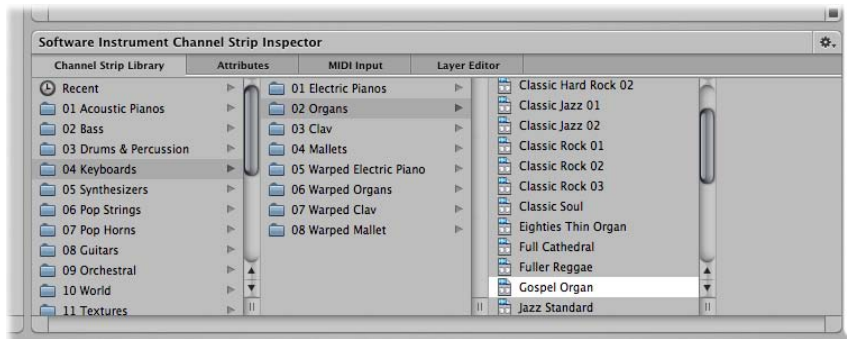 Software Instrument Channel Strip Inspector
Channel Strip Library
Attributes
MIDI Input
Layer Editor
Recent
01 Acoustic Pianos
02 Bass
03 Drums & Percussion
04 Keyboards
05 Synthesizers
06 Pop Strings
07 Pop Horns
08 Guitars
09 Orchestral
10 World
11 Textures
01 Electric Pianos
02 Organs
03 Clav
04 Mallets
05 Warped Electric Piano
06 Warped Organs
07 Warped Clav
08 Warped Mallet
Classic Hard Rock 02
Classic Jazz 01
Classic Jazz 02
Classic Rock 01
Classic Rock 02
Classic Rock 03
Classic Soul
Eighties Thin Organ
Full Cathedral
Fuller Reggae
Gospel Organ
Jazz Standard